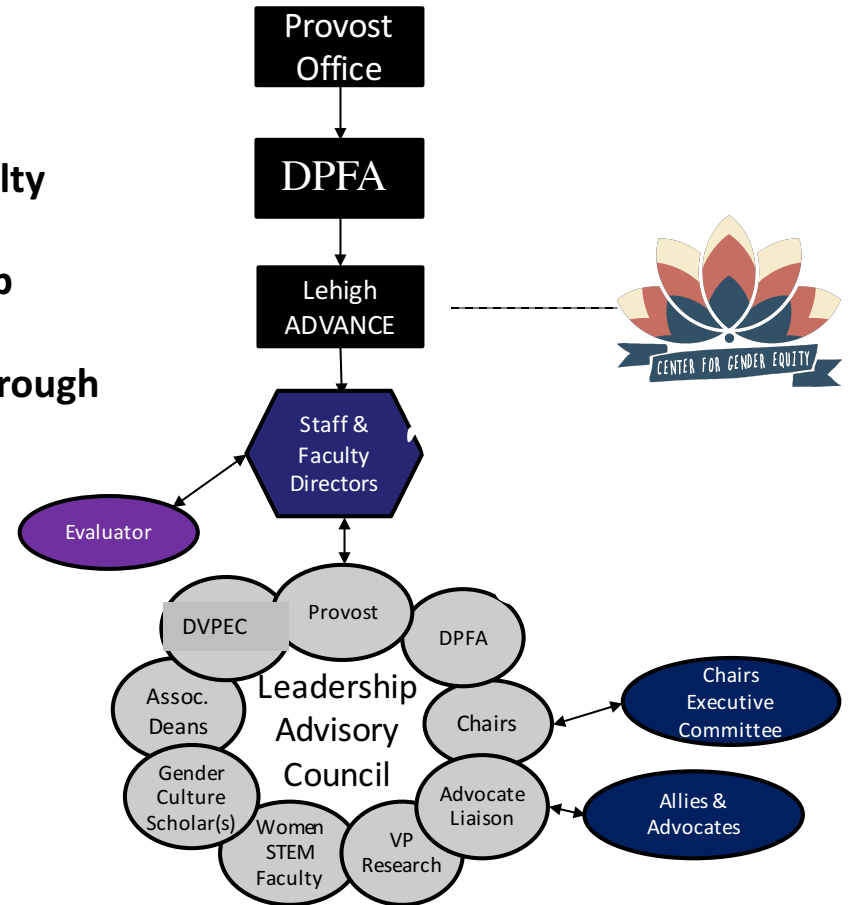 Provost
Office
lty
DPFA
Lehigh
ADVANCE
CENTER FOR GENDER EQUITY
rough
Staff &
Faculty
Directors
Evaluator
Provost
DVPEC
DPFA
Leadership
Advisory
Council
Assoc.
Deans
Chairs
Chairs
Executive
Committee
Gender
Culture
Scholar(s)
Advocate
Liaison
Allies &
Advocates
Women
STEM
Faculty
VP
Research